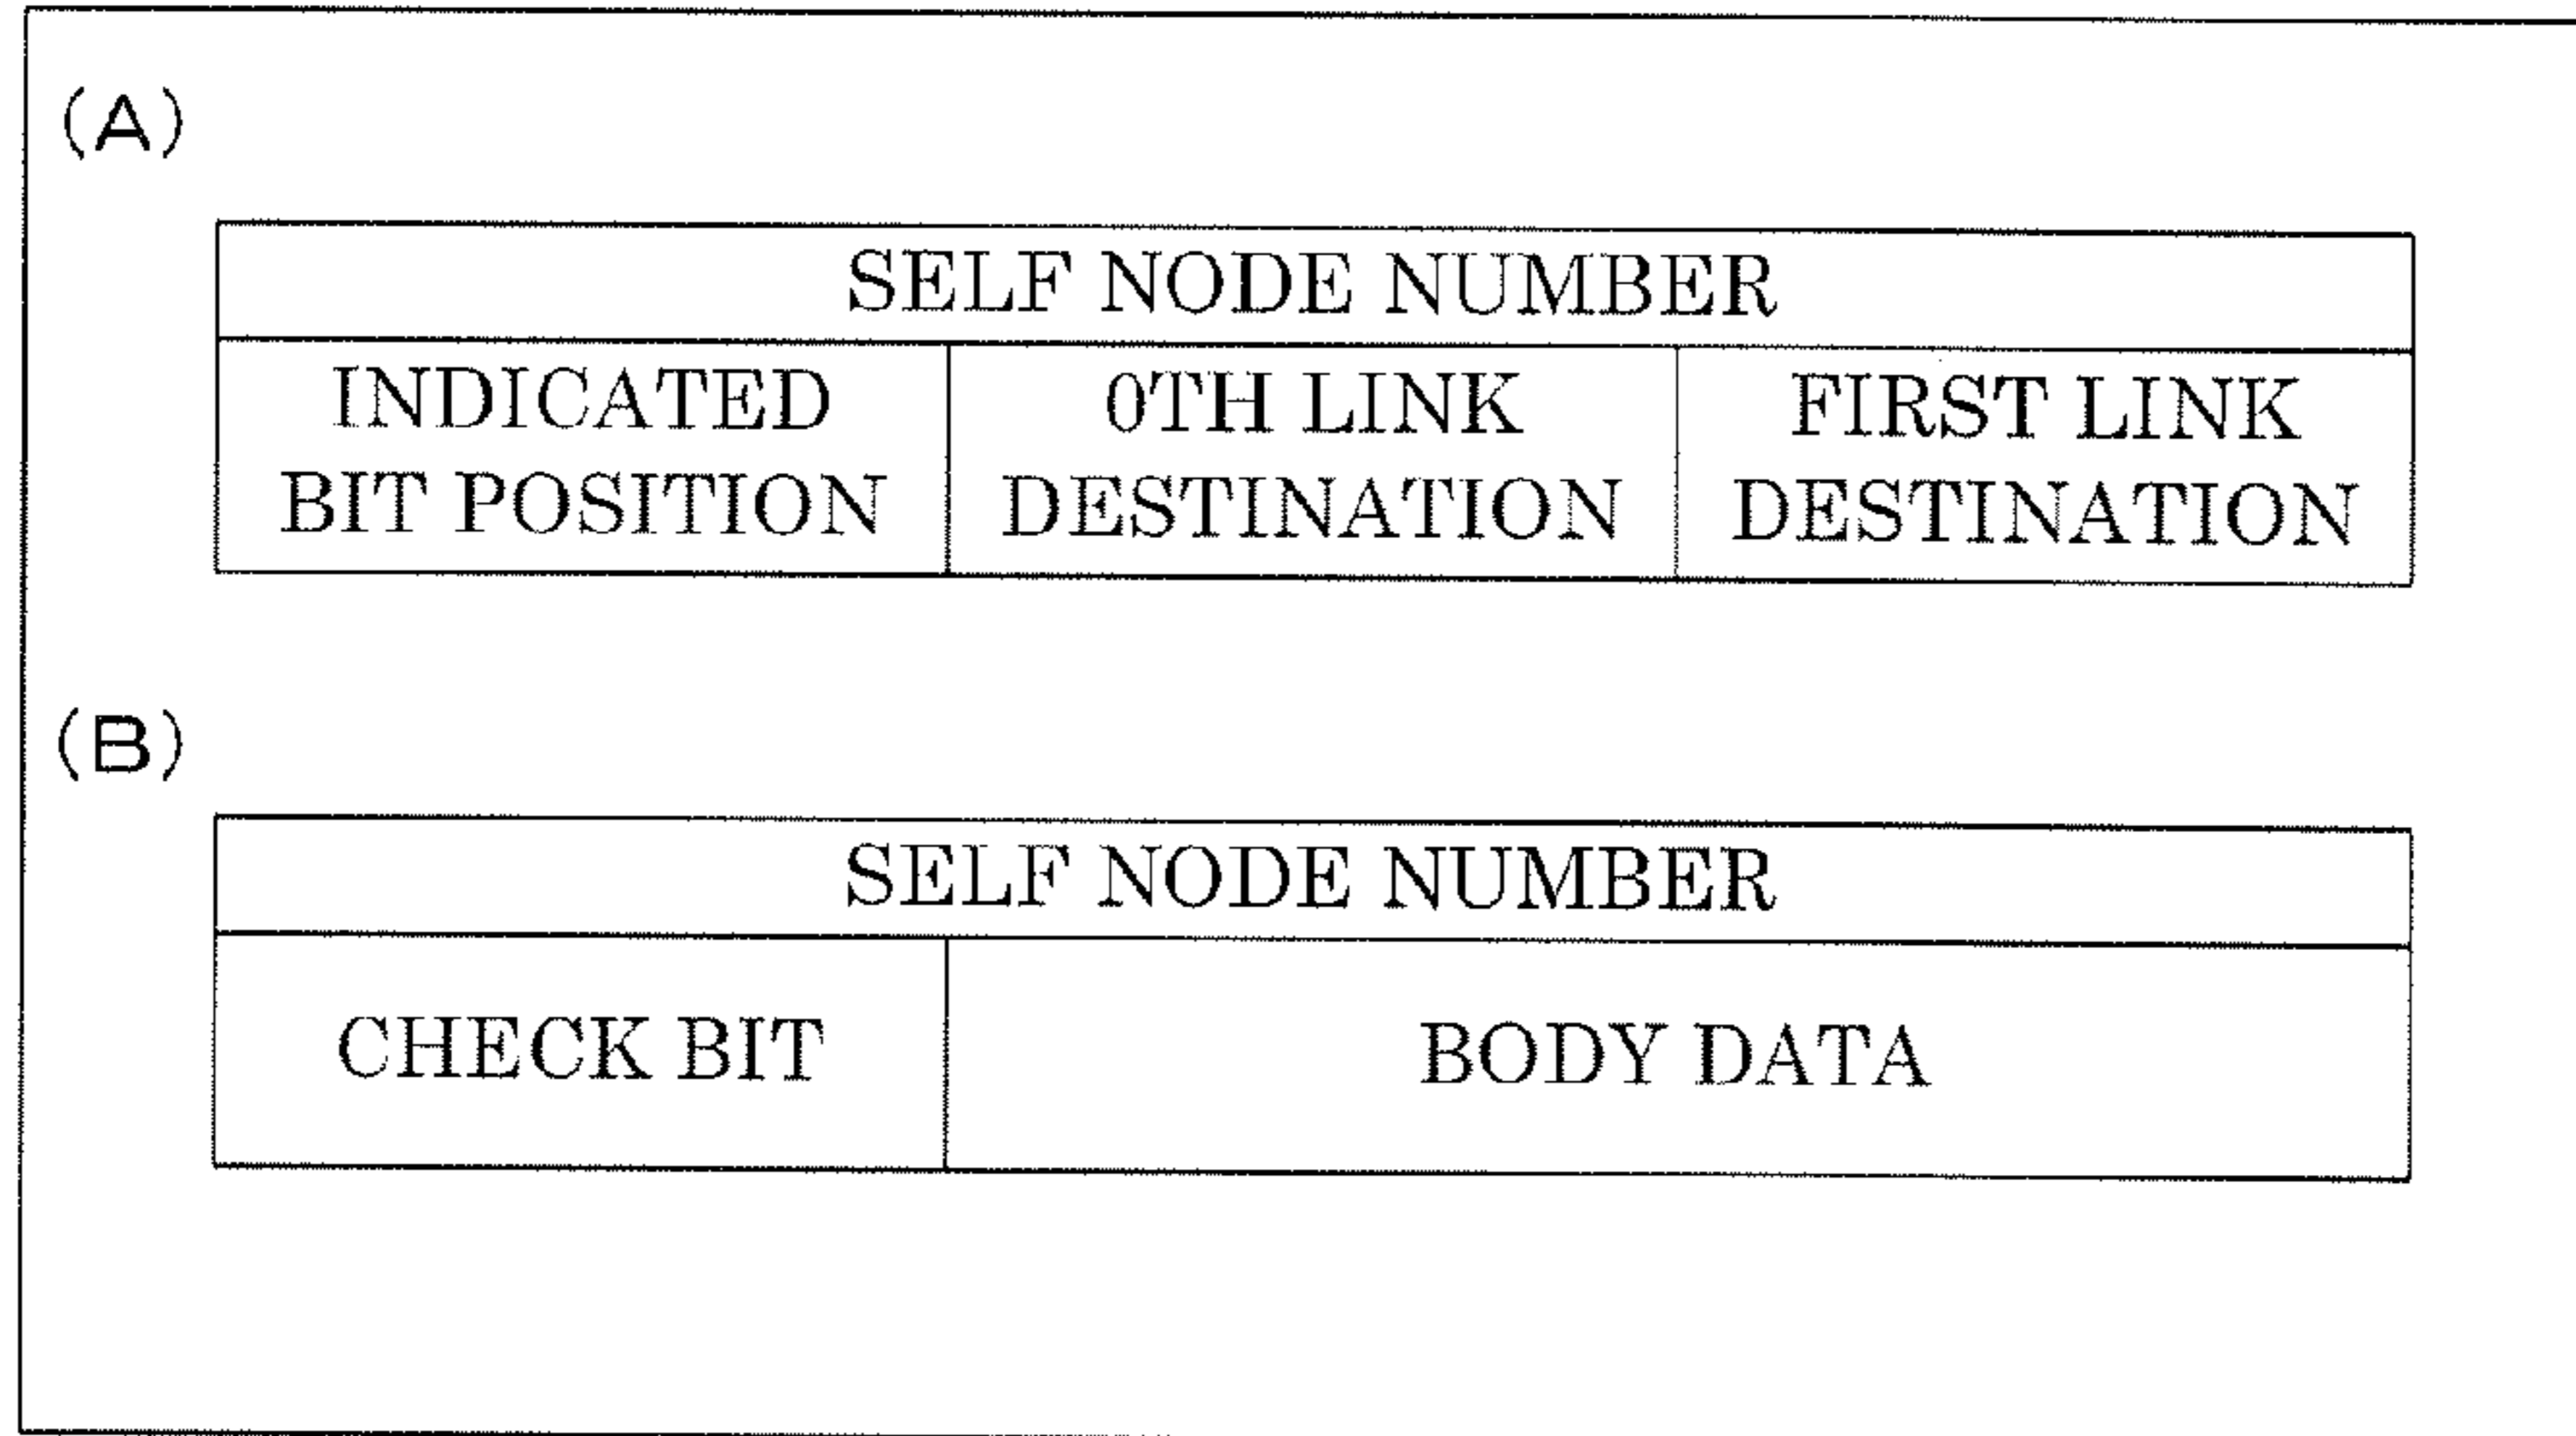 (A)
SELF NODE NUMBER
INDICATED BIT POSITION
0TH LINK DESTINATION
FIRST LINK DESTINATION
(B)
SELF NODE NUMBER
CHECK BIT
BODY DATA